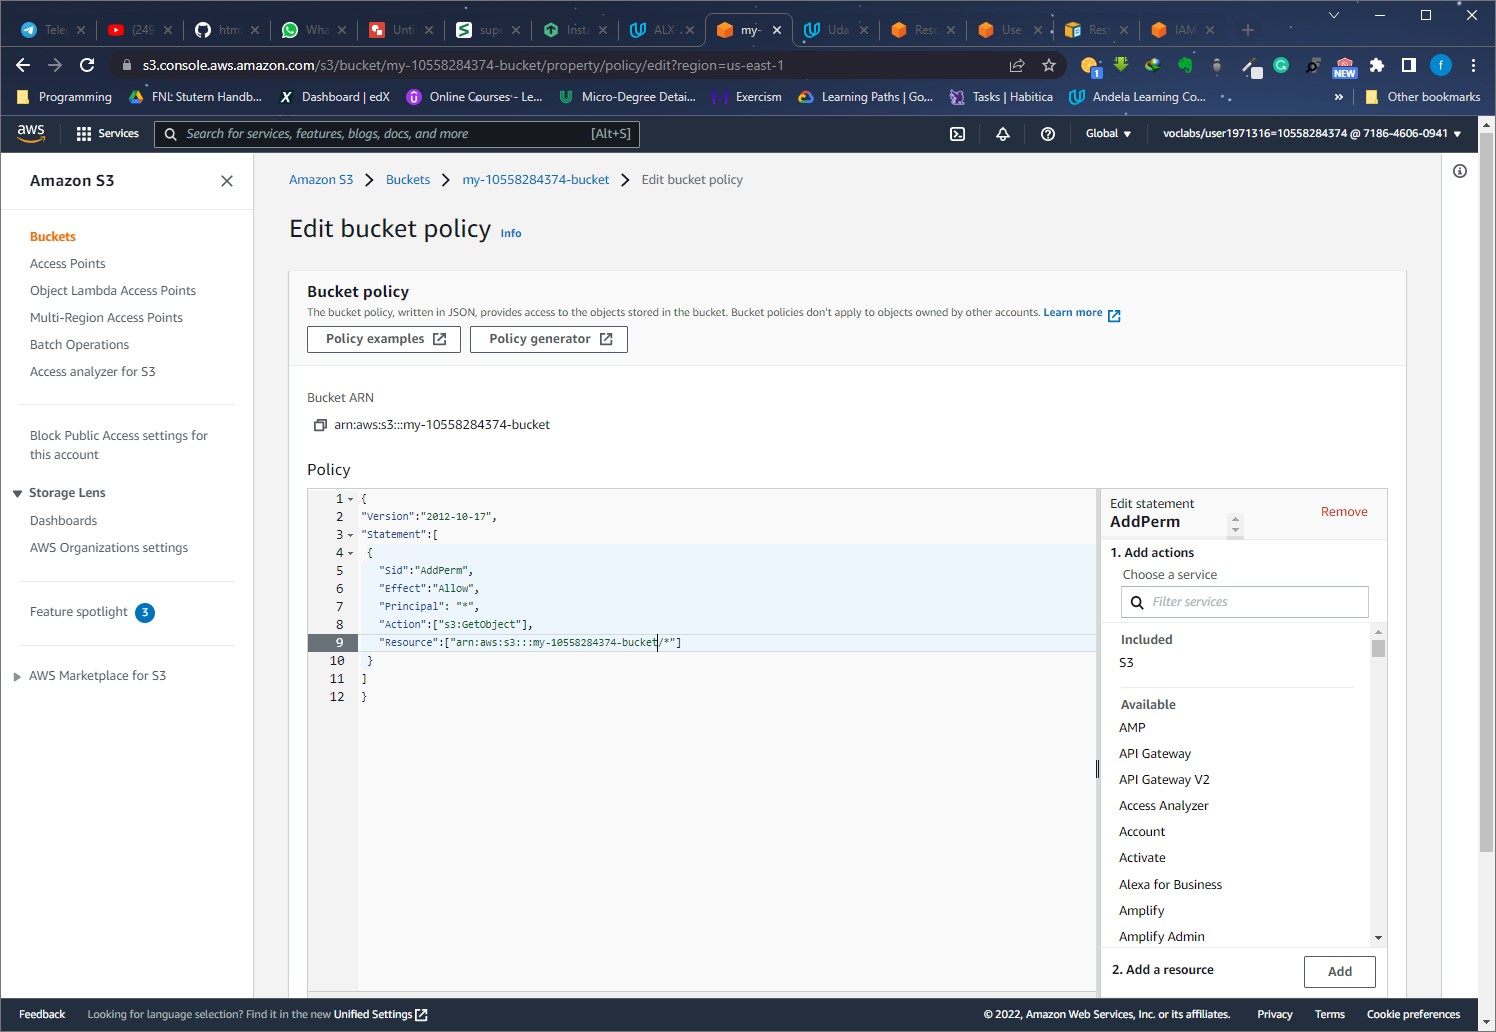 Tele
(249
htm
Wha
Unti
supe
Insta
ALX
my-
Uda
Reso
Use
Rest
IAM
s3.console.aws.amazon.com/s3/bucket/my-10558284374-bucket/property/policy/edit?region=us-east-1
1
NEW
f
Programming
FNL: Stutern Handb...
Dashboard | edX
Online Courses - Le...
Micro-Degree Detai...
Exercism
Learning Paths | Go...
Tasks | Habitica
Andela Learning Co...
»
Other bookmarks
aws
Services
Search for services, features, blogs, docs, and more
[Alt+S]
Global
voclabs/user1971316=10558284374 @ 7186-4606-0941
Amazon S3
Buckets
Access Points
Object Lambda Access Points
Multi-Region Access Points
Batch Operations
Access analyzer for S3
Block Public Access settings for
this account
Storage Lens
Dashboards
AWS Organizations settings
Feature spotlight 3
AWS Marketplace for S3
Amazon S3 > Buckets > my-10558284374-bucket > Edit bucket policy
Edit bucket policy Info
Bucket policy
The bucket policy, written in JSON, provides access to the objects stored in the bucket. Bucket policies don't apply to objects owned by other accounts. Learn more
Policy examples
Policy generator
Bucket ARN
arn:aws:s3:::my-10558284374-bucket
Policy
1 {
2 "Version":"2012-10-17",
3 "Statement":[
4 {
5 "Sid":"AddPerm",
6 "Effect":"Allow",
7 "Principal": "*",
8 "Action":["s3:GetObject"],
9 "Resource":["arn:aws:s3:::my-10558284374-bucket/*"]
10 }
11 ]
12 }
Edit statement
AddPerm
Remove
1. Add actions
Choose a service
Filter services
Included
S3
Available
AMP
API Gateway
API Gateway V2
Access Analyzer
Account
Activate
Alexa for Business
Amplify
Amplify Admin
2. Add a resource
Add
Feedback
Looking for language selection? Find it in the new Unified Settings
© 2022, Amazon Web Services, Inc. or its affiliates.
Privacy
Terms
Cookie preferences